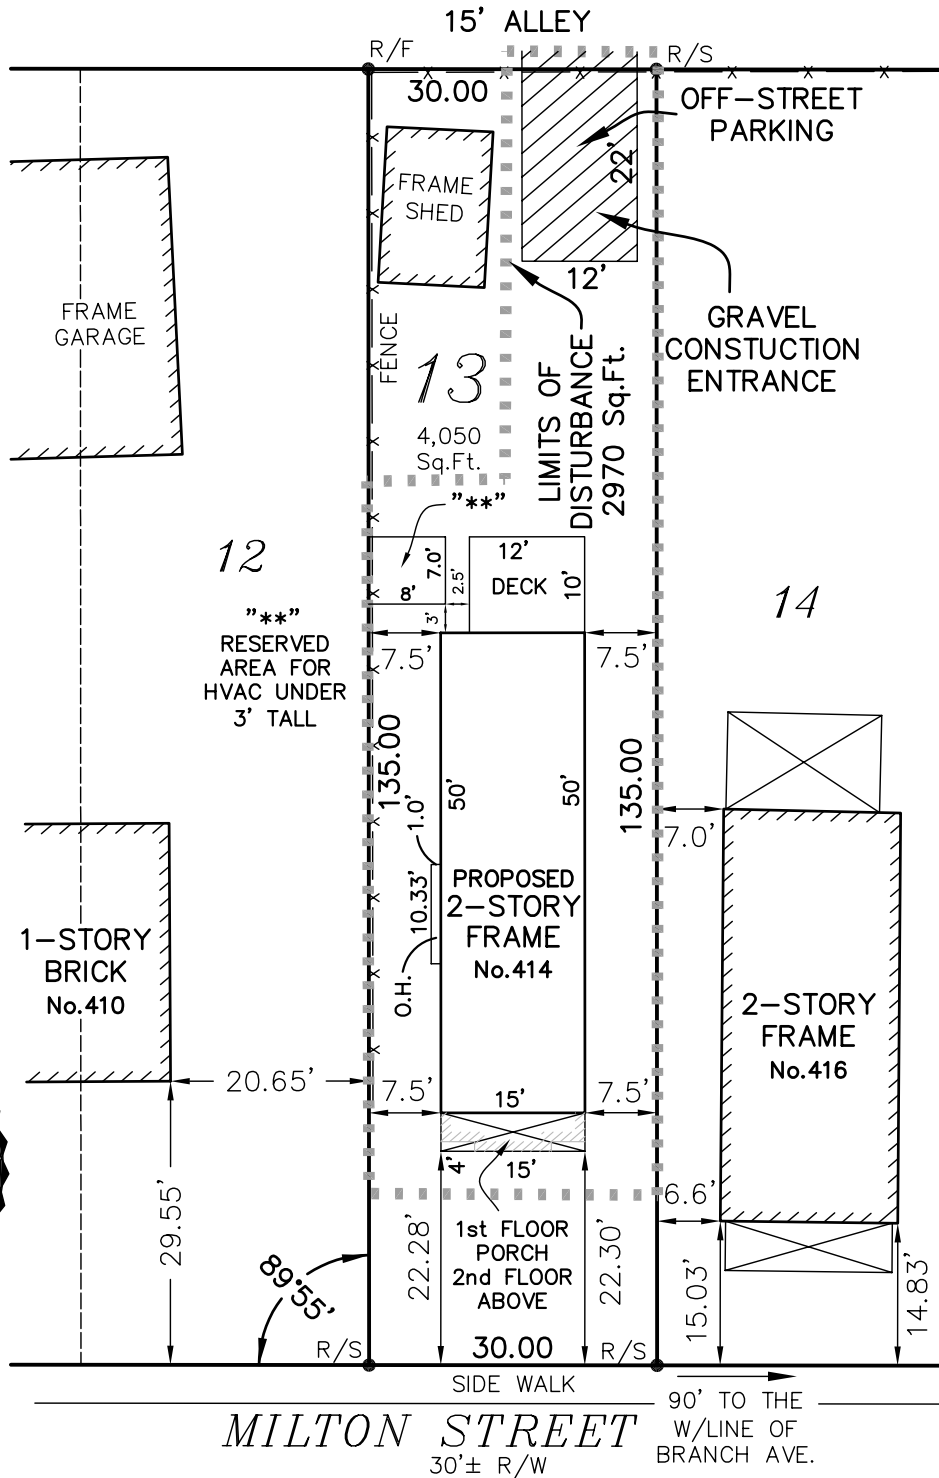 15' ALLEY
R/F
R/S
30.00
OFF-STREET
PARKING
22'
12'
FRAME
SHED
FRAME
GARAGE
FENCE
GRAVEL
CONSTUCTION
ENTRANCE
LIMITS OF
DISTURBANCE
2970 Sq.Ft.
13
4,050
Sq.Ft.
"**"
12
14
"**"
RESERVED
AREA FOR
HVAC UNDER
3' TALL
7.0'
8'
2.5'
3'
12'
DECK
10'
7.5'
7.5'
135.00
135.00
50'
50'
1.0'
10.33'
O.H.
7.0'
PROPOSED
2-STORY
FRAME
No.414
1-STORY
BRICK
No.410
2-STORY
FRAME
No.416
20.65'
7.5'
15'
7.5'
4'
15'
6.6'
29.55'
22.28'
1st FLOOR
PORCH
2nd FLOOR
ABOVE
22.30'
15.03'
14.83'
89°55'
R/S
30.00
R/S
SIDE WALK
MILTON STREET
30'± R/W
90' TO THE
W/LINE OF
BRANCH AVE.